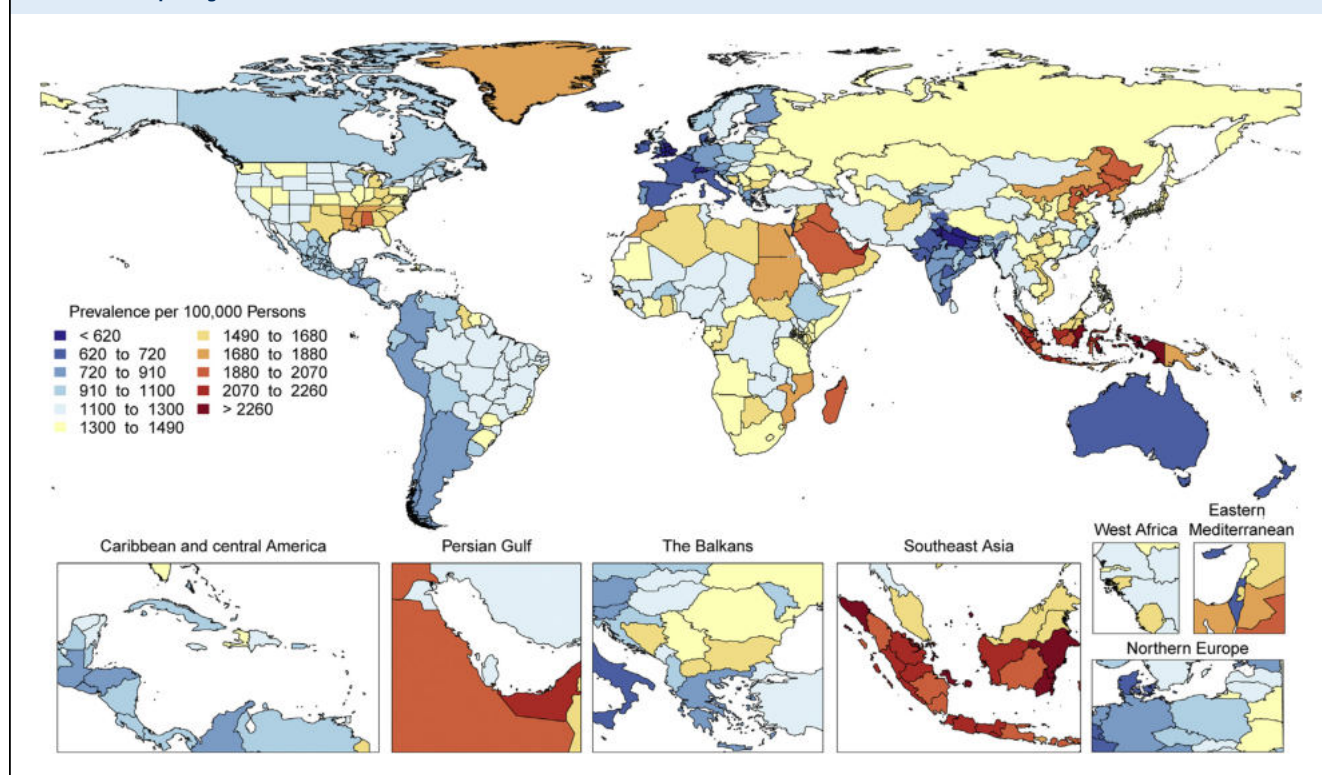 Prevalence per 100,000 Persons
< 620
620 to 720
720 to 910
910 to 1100
1100 to 1300
1300 to 1490
1490 to 1680
1680 to 1880
1880 to 2070
2070 to 2260
> 2260
Caribbean and central America
Persian Gulf
The Balkans
Southeast Asia
West Africa
Eastern
Mediterranean
Northern Europe